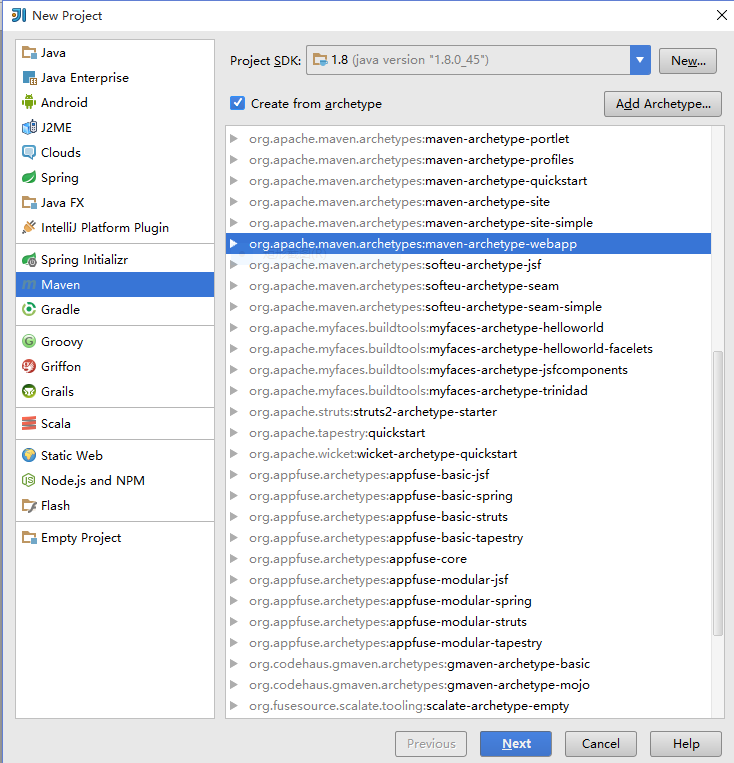 New Project
Java
Java Enterprise
Android
J2ME
Clouds
Spring
Java FX
IntelliJ Platform Plugin
Spring Initializr
Maven
Gradle
Groovy
Griffon
Grails
Scala
Static Web
Node.js and NPM
Flash
Empty Project
Project SDK: 1.8 (java version "1.8.0_45") New...
Create from archetype Add Archetype...
org.apache.maven.archetypes:maven-archetype-portlet
org.apache.maven.archetypes:maven-archetype-profiles
org.apache.maven.archetypes:maven-archetype-quickstart
org.apache.maven.archetypes:maven-archetype-site
org.apache.maven.archetypes:maven-archetype-site-simple
org.apache.maven.archetypes:maven-archetype-webapp
org.apache.maven.archetypes:softeu-archetype-jsf
org.apache.maven.archetypes:softeu-archetype-seam
org.apache.maven.archetypes:softeu-archetype-seam-simple
org.apache.myfaces.buildtools:myfaces-archetype-helloworld
org.apache.myfaces.buildtools:myfaces-archetype-helloworld-facelets
org.apache.myfaces.buildtools:myfaces-archetype-jsfcomponents
org.apache.myfaces.buildtools:myfaces-archetype-trinidad
org.apache.struts:struts2-archetype-starter
org.apache.tapestry:quickstart
org.apache.wicket:wicket-archetype-quickstart
org.appfuse.archetypes:appfuse-basic-jsf
org.appfuse.archetypes:appfuse-basic-spring
org.appfuse.archetypes:appfuse-basic-struts
org.appfuse.archetypes:appfuse-basic-tapestry
org.appfuse.archetypes:appfuse-core
org.appfuse.archetypes:appfuse-modular-jsf
org.appfuse.archetypes:appfuse-modular-spring
org.appfuse.archetypes:appfuse-modular-struts
org.appfuse.archetypes:appfuse-modular-tapestry
org.codehaus.gmaven.archetypes:gmaven-archetype-basic
org.codehaus.gmaven.archetypes:gmaven-archetype-mojo
org.fusesource.scalate.tooling:scalate-archetype-empty
Previous Next Cancel Help